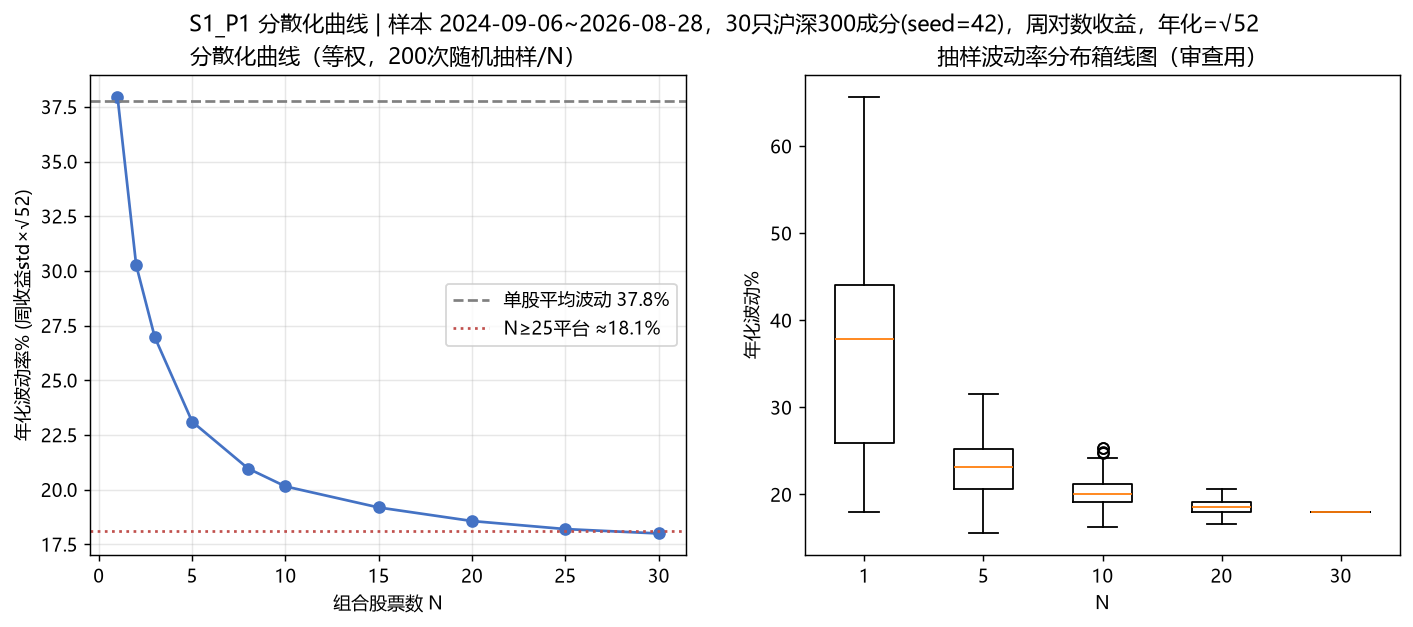 S1_P1 分散化曲线 | 样本 2024-09-06~2026-08-28，30只沪深300成分(seed=42)，周对数收益，年化=√52
分散化曲线（等权，200次随机抽样/N）
年化波动率% (周收益std×√52)
37.5
35.0
32.5
30.0
27.5
25.0
22.5
20.0
17.5
单股平均波动 37.8%
N≥25平台 ≈18.1%
0
5
10
15
20
25
30
组合股票数 N
抽样波动率分布箱线图（审查用）
年化波动%
60
50
40
30
20
1
5
10
20
30
N